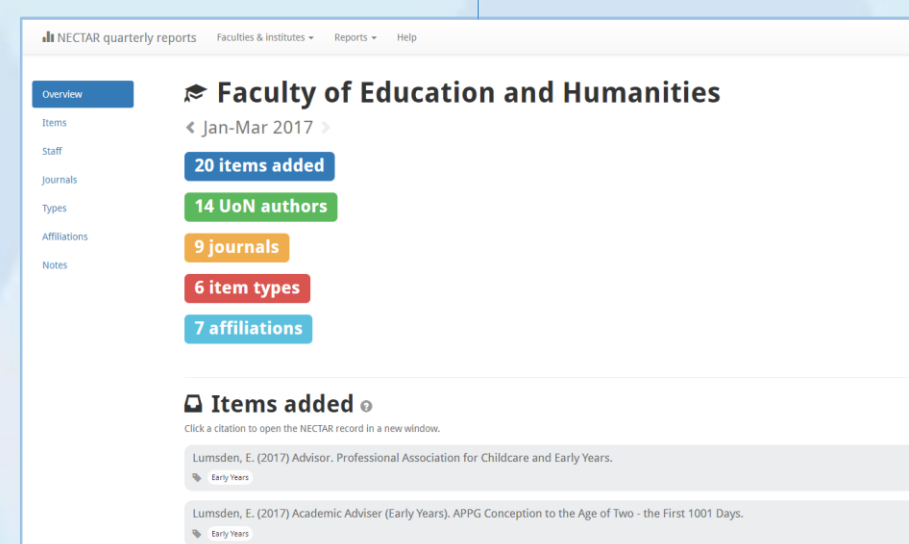 NECTAR quarterly reports Faculties & institutes Reports Help
Overview
Items
Staff
Journals
Types
Affiliations
Notes
Faculty of Education and Humanities
Jan-Mar 2017
20 items added
14 UoN authors
9 journals
6 item types
7 affiliations
Items added ?
Click a citation to open the NECTAR record in a new window.
Lumsden, E. (2017) Advisor. Professional Association for Childcare and Early Years.
Early Years
Lumsden, E. (2017) Academic Adviser (Early Years). APPG Conception to the Age of Two - the First 1001 Days.
Early Years